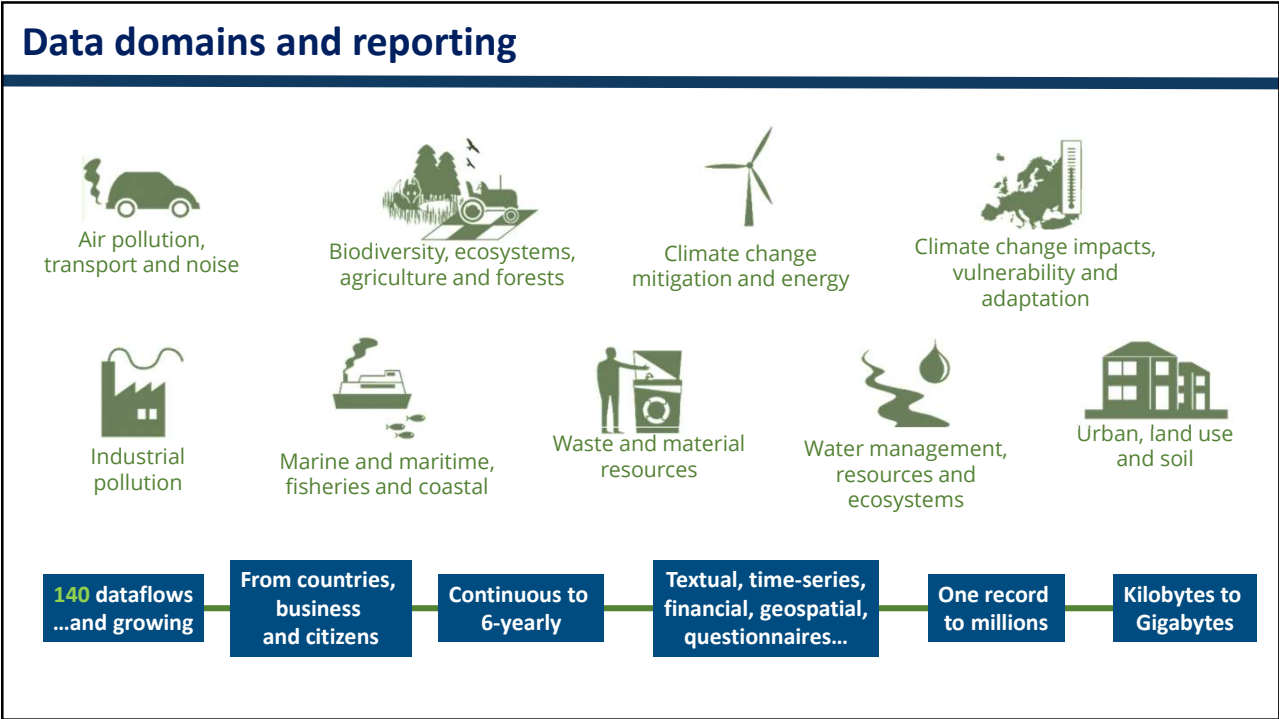 Data domains and reporting
Air pollution,
transport and noise
Biodiversity, ecosystems,
agriculture and forests
Climate change
mitigation and energy
Climate change impacts,
vulnerability and
adaptation
Industrial
pollution
Marine and maritime,
fisheries and coastal
Waste and material
resources
Water management,
resources and
ecosystems
Urban, land use
and soil
140 dataflows
...and growing
From countries,
business
and citizens
Continuous to
6-yearly
Textual, time-series,
financial, geospatial,
questionnaires...
One record
to millions
Kilobytes to
Gigabytes